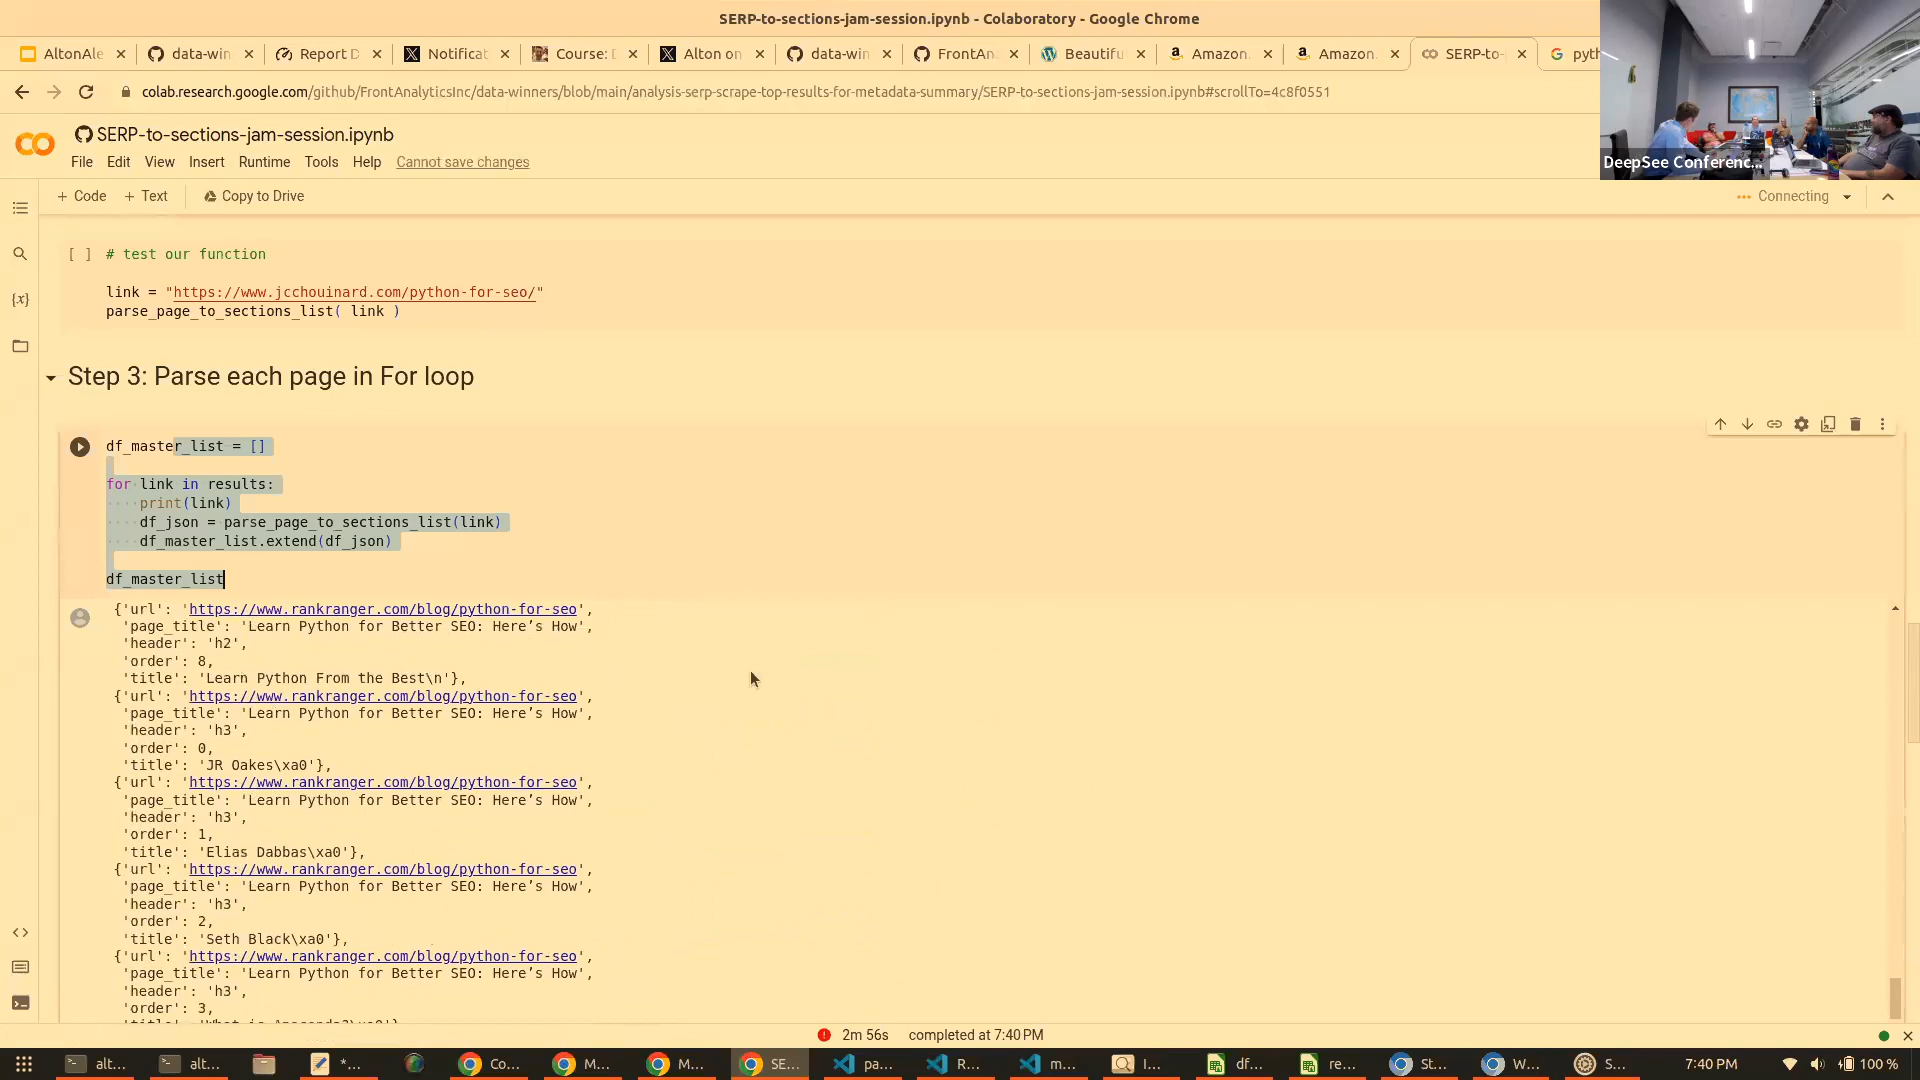 SERP-to-sections-jam-session.ipynb - Colaboratory - Google Chrome
AltonAle
data-win
Report D
Notificat
Course: D
Alton on
data-win
FrontAn
Beautifu
Amazon.
Amazon.
SERP-to-
pyth
colab.research.google.com/github/FrontAnalyticsInc/data-winners/blob/main/analysis-serp-scrape-top-results-for-metadata-summary/SERP-to-sections-jam-session.ipynb#scrollTo=4c8f0551
SERP-to-sections-jam-session.ipynb
File Edit View Insert Runtime Tools Help Cannot save changes
DeepSee Conferenc...
+ Code + Text Copy to Drive
Connecting
[ ] # test our function
link = "https://www.jcchouinard.com/python-for-seo/"
parse_page_to_sections_list( link )
Step 3: Parse each page in For loop
df_master_list = []
for link in results:
print(link)
df_json = parse_page_to_sections_list(link)
df_master_list.extend(df_json)
df_master_list
{'url': 'https://www.rankranger.com/blog/python-for-seo',
'page_title': 'Learn Python for Better SEO: Here’s How',
'header': 'h2',
'order': 8,
'title': 'Learn Python From the Best\n'},
{'url': 'https://www.rankranger.com/blog/python-for-seo',
'page_title': 'Learn Python for Better SEO: Here’s How',
'header': 'h3',
'order': 0,
'title': 'JR Oakes\xa0'},
{'url': 'https://www.rankranger.com/blog/python-for-seo',
'page_title': 'Learn Python for Better SEO: Here’s How',
'header': 'h3',
'order': 1,
'title': 'Elias Dabbas\xa0'},
{'url': 'https://www.rankranger.com/blog/python-for-seo',
'page_title': 'Learn Python for Better SEO: Here’s How',
'header': 'h3',
'order': 2,
'title': 'Seth Black\xa0'},
{'url': 'https://www.rankranger.com/blog/python-for-seo',
'page_title': 'Learn Python for Better SEO: Here’s How',
'header': 'h3',
'order': 3,
2m 56s completed at 7:40 PM
alt...
alt...
*...
Co...
M...
M...
SE...
pa...
R...
m...
I...
df...
re...
St...
W...
S...
7:40 PM
100 %